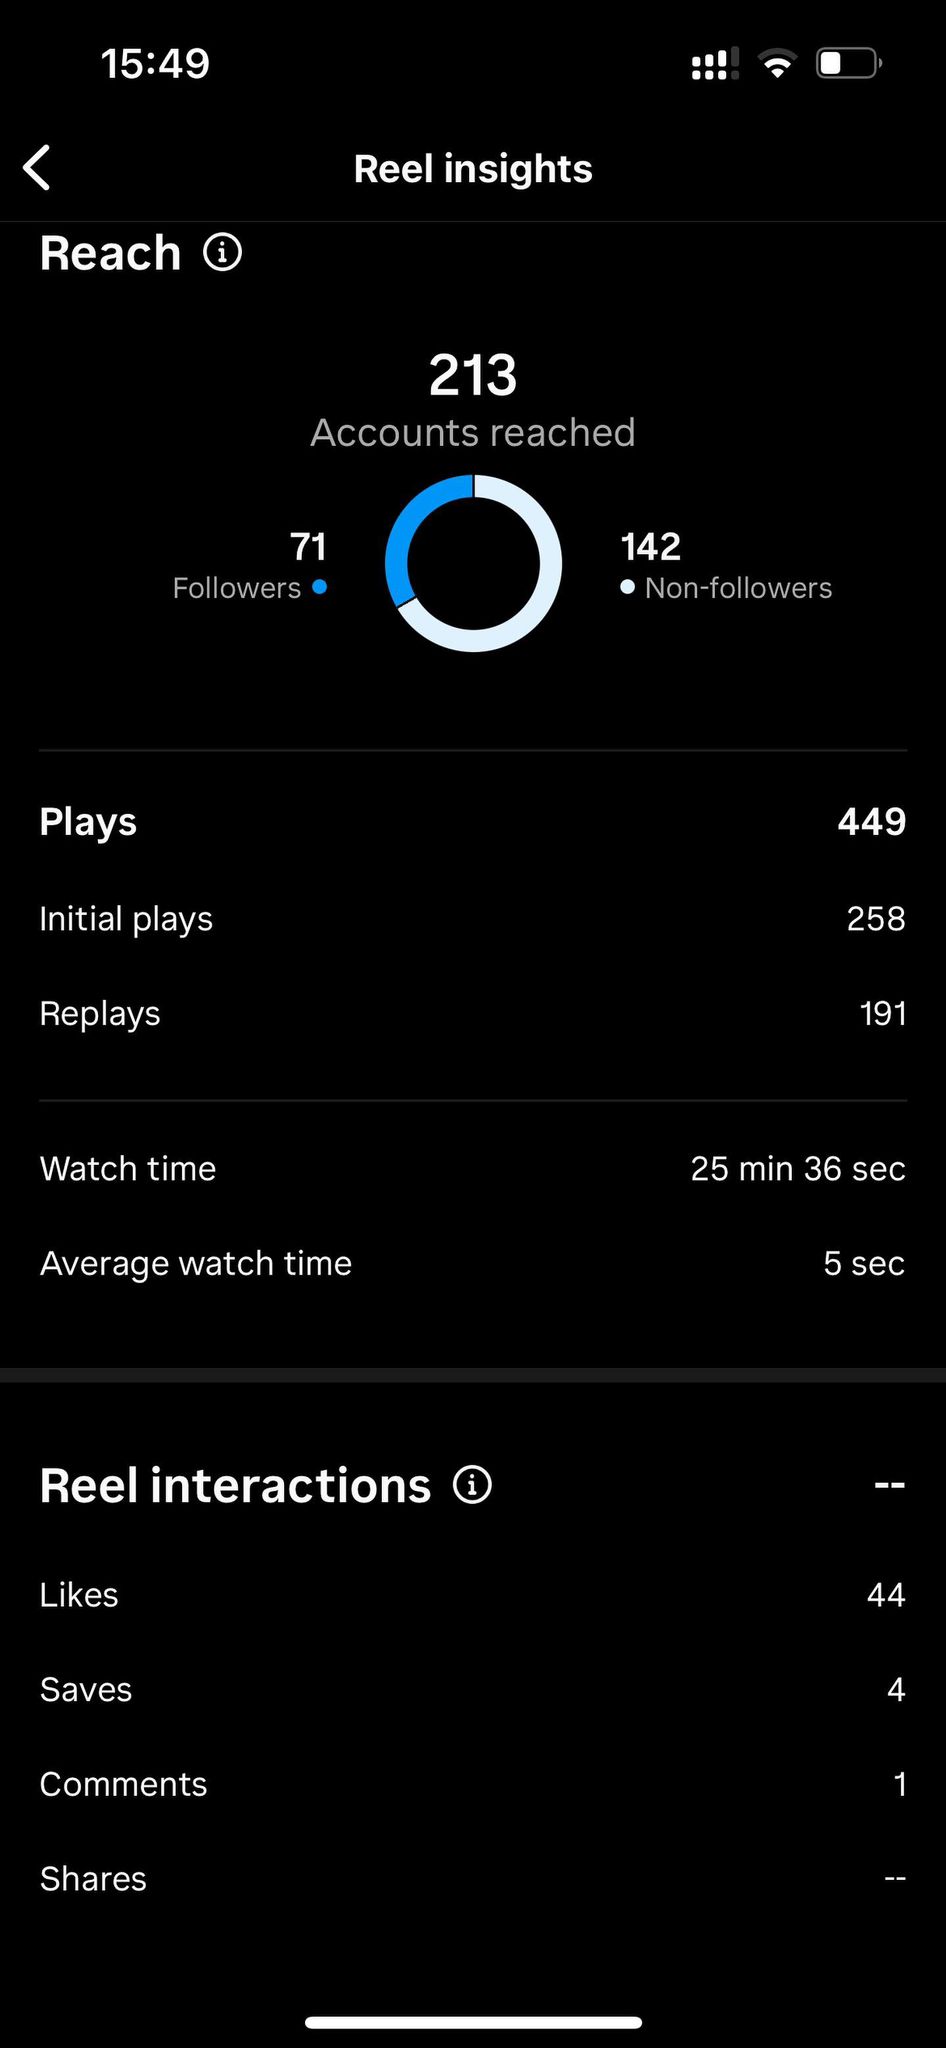 15:49
Reel insights
Reach
213
Accounts reached
71
Followers
142
Non-followers
Plays 449
Initial plays 258
Replays 191
Watch time 25 min 36 sec
Average watch time 5 sec
Reel interactions --
Likes 44
Saves 4
Comments 1
Shares --